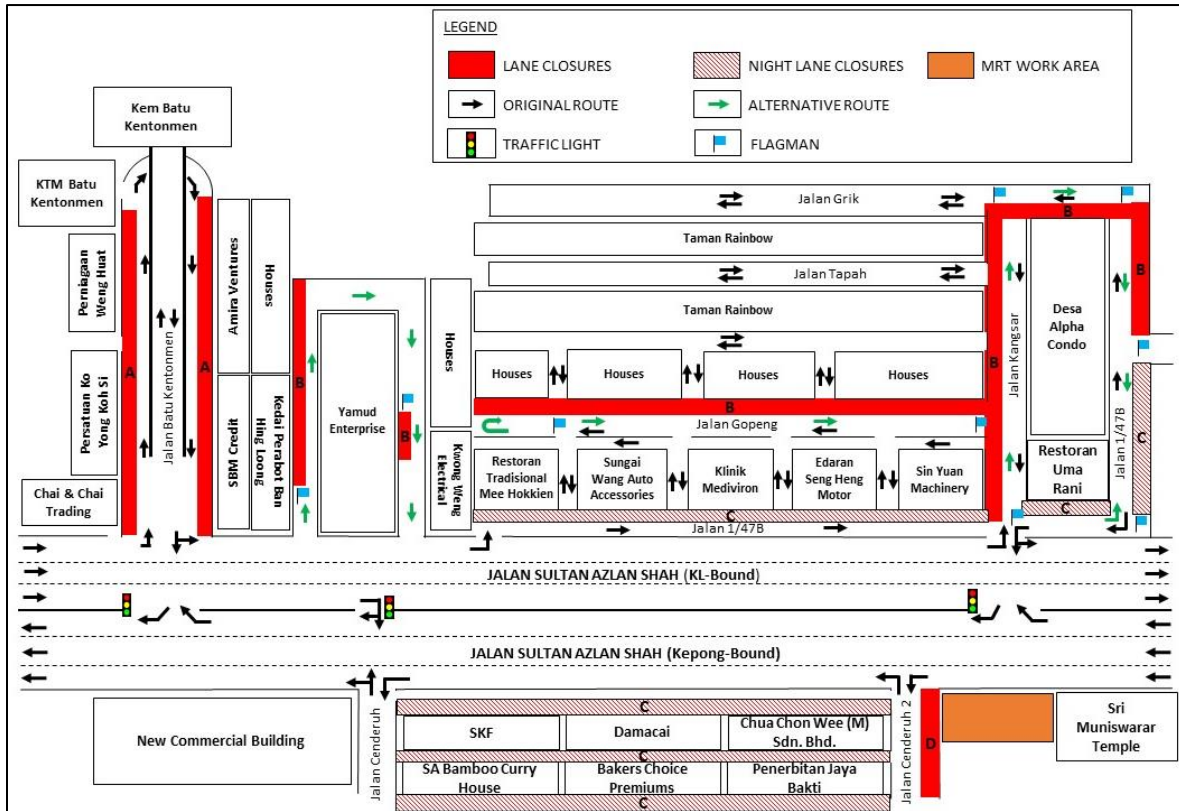 LEGEND
LANE CLOSURES
NIGHT LANE CLOSURES
MRT WORK AREA
ORIGINAL ROUTE
ALTERNATIVE ROUTE
TRAFFIC LIGHT
FLAGMAN
Kem Batu
Kentonmen
KTM Batu
Kentonmen
Perniagaan
Weng Huat
Persatuan Ko
Yong Koh Si
Chai & Chai
Trading
A
Jalan Batu Kentonmen
A
Amira Ventures
Houses
SBM Credit
Kedai Perabot Ban
Hing Loong
B
Yamud
Enterprise
B
Houses
Kwong Weng
Electrical
Jalan Grik
Taman Rainbow
Jalan Tapah
Taman Rainbow
Houses
Houses
Houses
Houses
B
Jalan Gopeng
Restoran
Tradisional
Mee Hokkien
Sungai
Wang Auto
Accessories
Klinik
Mediviron
Edaran
Seng Heng
Motor
Sin Yuan
Machinery
C
Jalan 1/47B
B
Jalan Kangsar
B
Desa
Alpha
Condo
B
Restoran
Uma
Rani
C
Jalan 1/47B
C
JALAN SULTAN AZLAN SHAH (KL-Bound)
JALAN SULTAN AZLAN SHAH (Kepong-Bound)
New Commercial Building
Jalan Cenderuh
C
SKF
Damacai
Chua Chon Wee (M)
Sdn. Bhd.
C
SA Bamboo Curry
House
Bakers Choice
Premiums
Penerbitan Jaya
Bakti
C
Jalan Cenderuh 2
D
Sri
Muniswarar
Temple